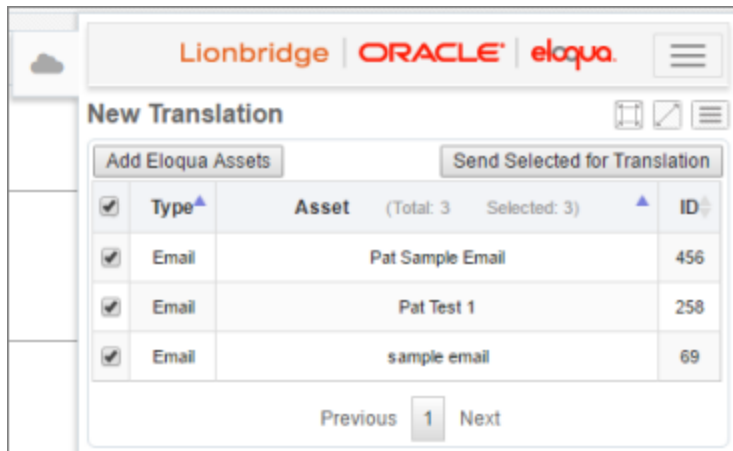 Lionbridge ORACLE eloqua.
New Translation
Add Eloqua Assets Send Selected for Translation
Type Asset (Total: 3 Selected: 3) ID
Email Pat Sample Email 456
Email Pat Test 1 258
Email sample email 69
Previous 1 Next